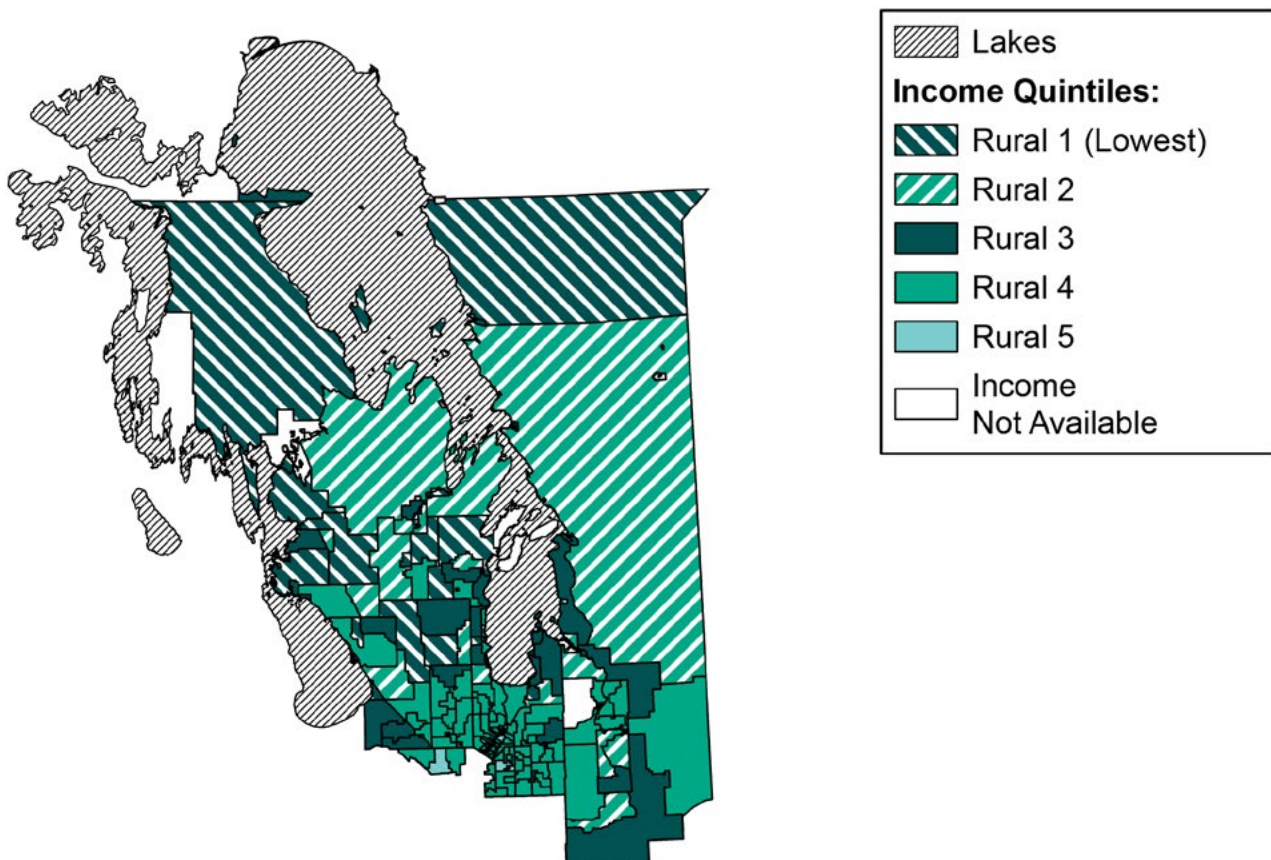 Lakes
Income Quintiles:
Rural 1 (Lowest)
Rural 2
Rural 3
Rural 4
Rural 5
Income
Not Available